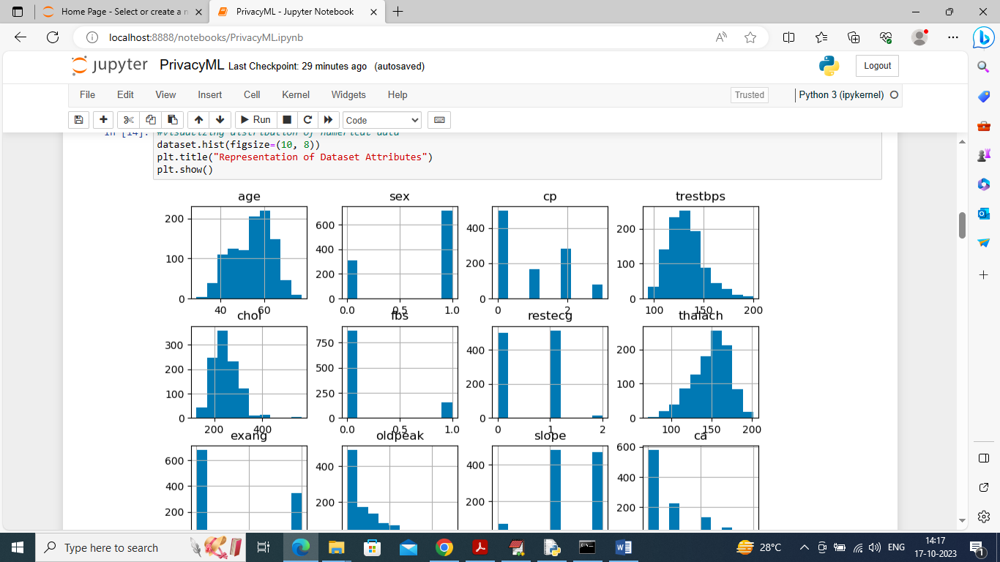 Home Page - Select or create a n
PrivacyML - Jupyter Notebook
localhost:8888/notebooks/PrivacyML.ipynb
jupyter PrivacyML Last Checkpoint: 29 minutes ago (autosaved)
Logout
File Edit View Insert Cell Kernel Widgets Help
Trusted
Python 3 (ipykernel)
Run
Code
In [14]: #visualizing distribution of numerical data
dataset.hist(figsize=(10, 8))
plt.title("Representation of Dataset Attributes")
plt.show()
age sex cp trestbps
200 600 400 200
100 400 200 100
200
0 0 0 0
40 60 0.0 0.5 1.0 0 2 100 150 200
chol fbs restecg thalach
300 750 400 200
200 500 200 100
100 250
0 0 0 0
200 400 0.0 0.5 1.0 0 1 2 100 150 200
exang oldpeak slope ca
600 400 400 600
400 200 200 400
200 200
Type here to search
28°C
ENG
14:17
17-10-2023
1